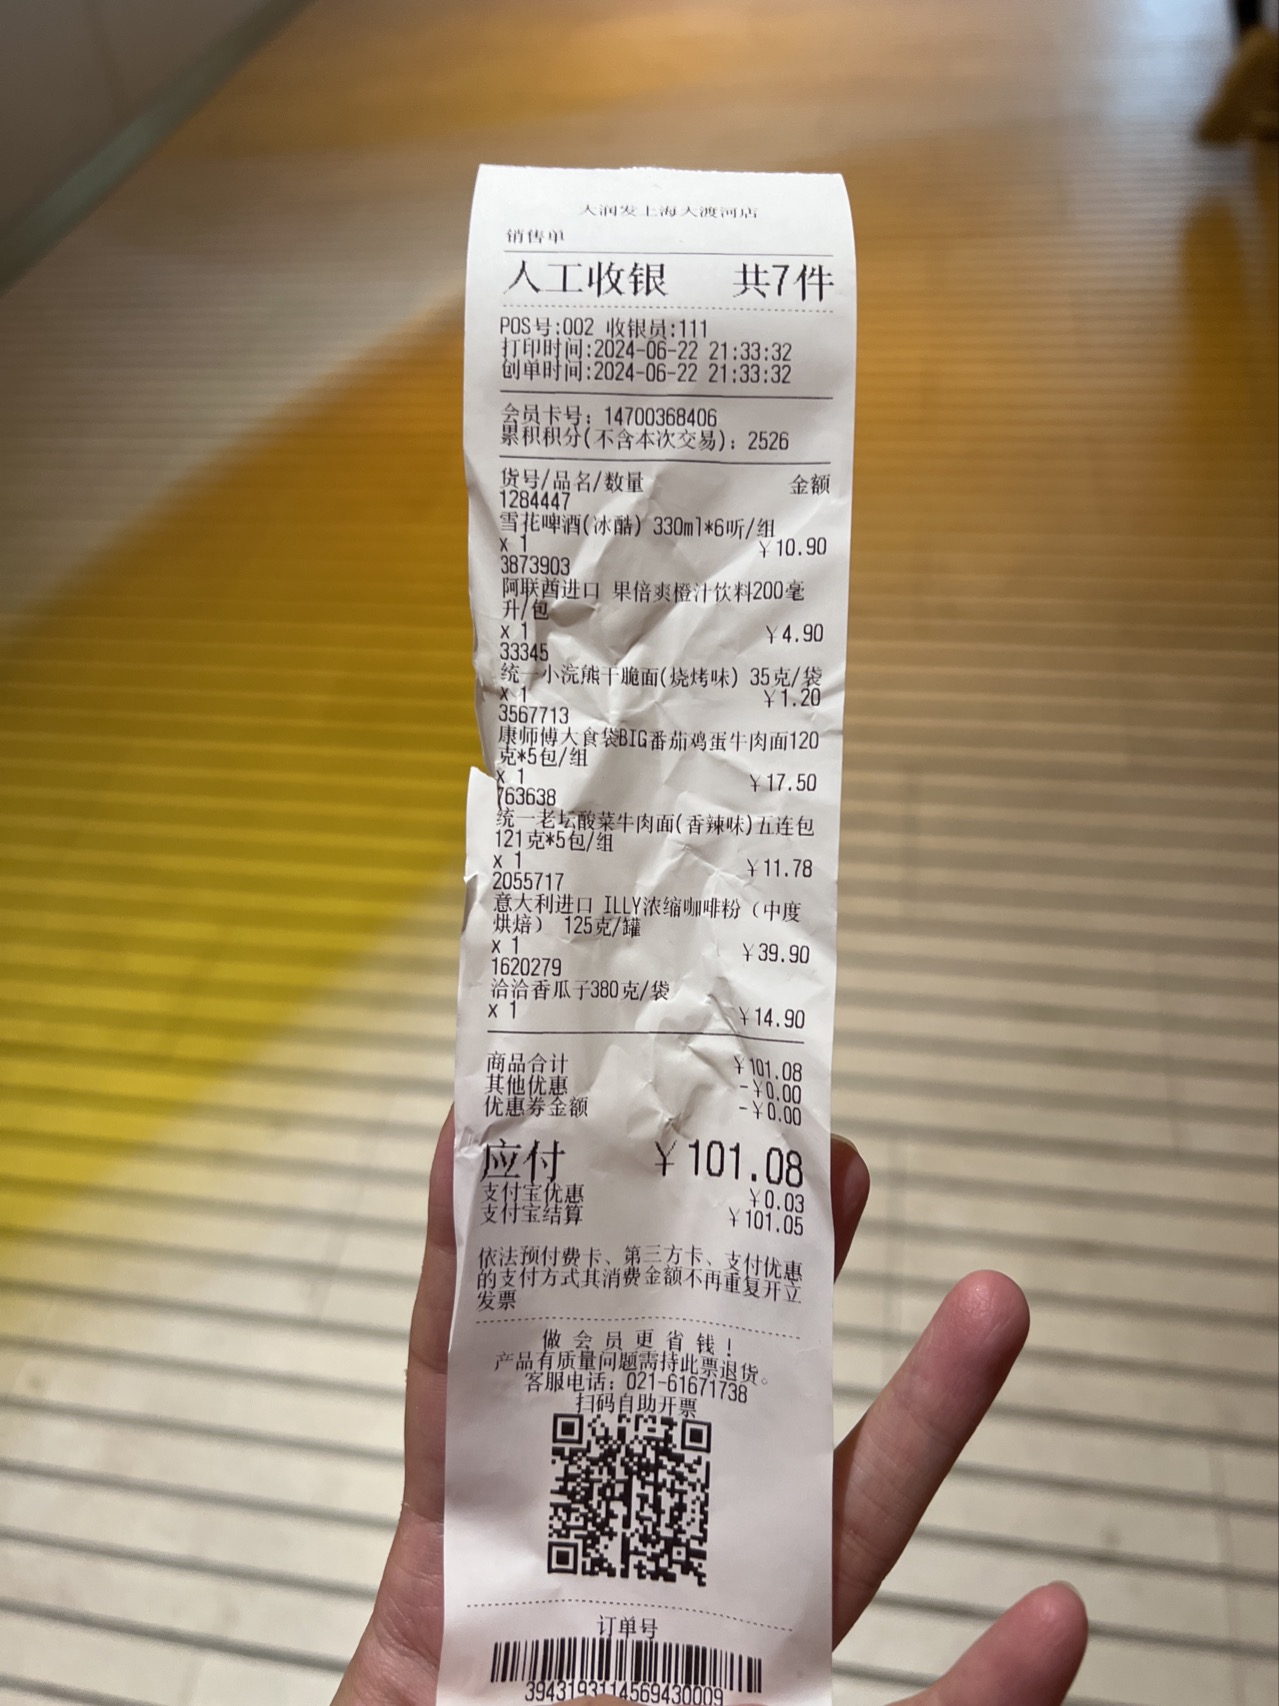 大润发上海大渡河店
销售单
人工收银 共7件
POS号:002 收银员:111
打印时间:2024-06-22 21:33:32
创单时间:2024-06-22 21:33:32
会员卡号: 14700368406
累积积分(不含本次交易): 2526
货号/品名/数量 金额
1284447
雪花啤酒(冰酷) 330ml*6听/组
x 1 ￥10.90
3873903
阿联酋进口 果倍爽橙汁饮料200毫
升/包
x 1 ￥4.90
33345
统一小浣熊干脆面(烧烤味) 35克/袋
x 1 ￥1.20
3567713
康师傅大食袋BIG番茄鸡蛋牛肉面120
克*5包/组
x 1 ￥17.50
763638
统一老坛酸菜牛肉面(香辣味)五连包
121克*5包/组
x 1 ￥11.78
2055717
意大利进口 ILLY浓缩咖啡粉（中度
烘焙） 125克/罐
x 1 ￥39.90
1620279
洽洽香瓜子380克/袋
x 1 ￥14.90
商品合计 ￥101.08
其他优惠 -￥0.00
优惠券金额 -￥0.00
应付 ￥101.08
支付宝优惠 ￥0.03
支付宝结算 ￥101.05
依法预付费卡、第三方卡、支付优惠
的支付方式其消费金额不再重复开立
发票
做会员更省钱！
产品有质量问题需持此票退货。
客服电话: 021-61671738
扫码自助开票
订单号
3943193114569430009